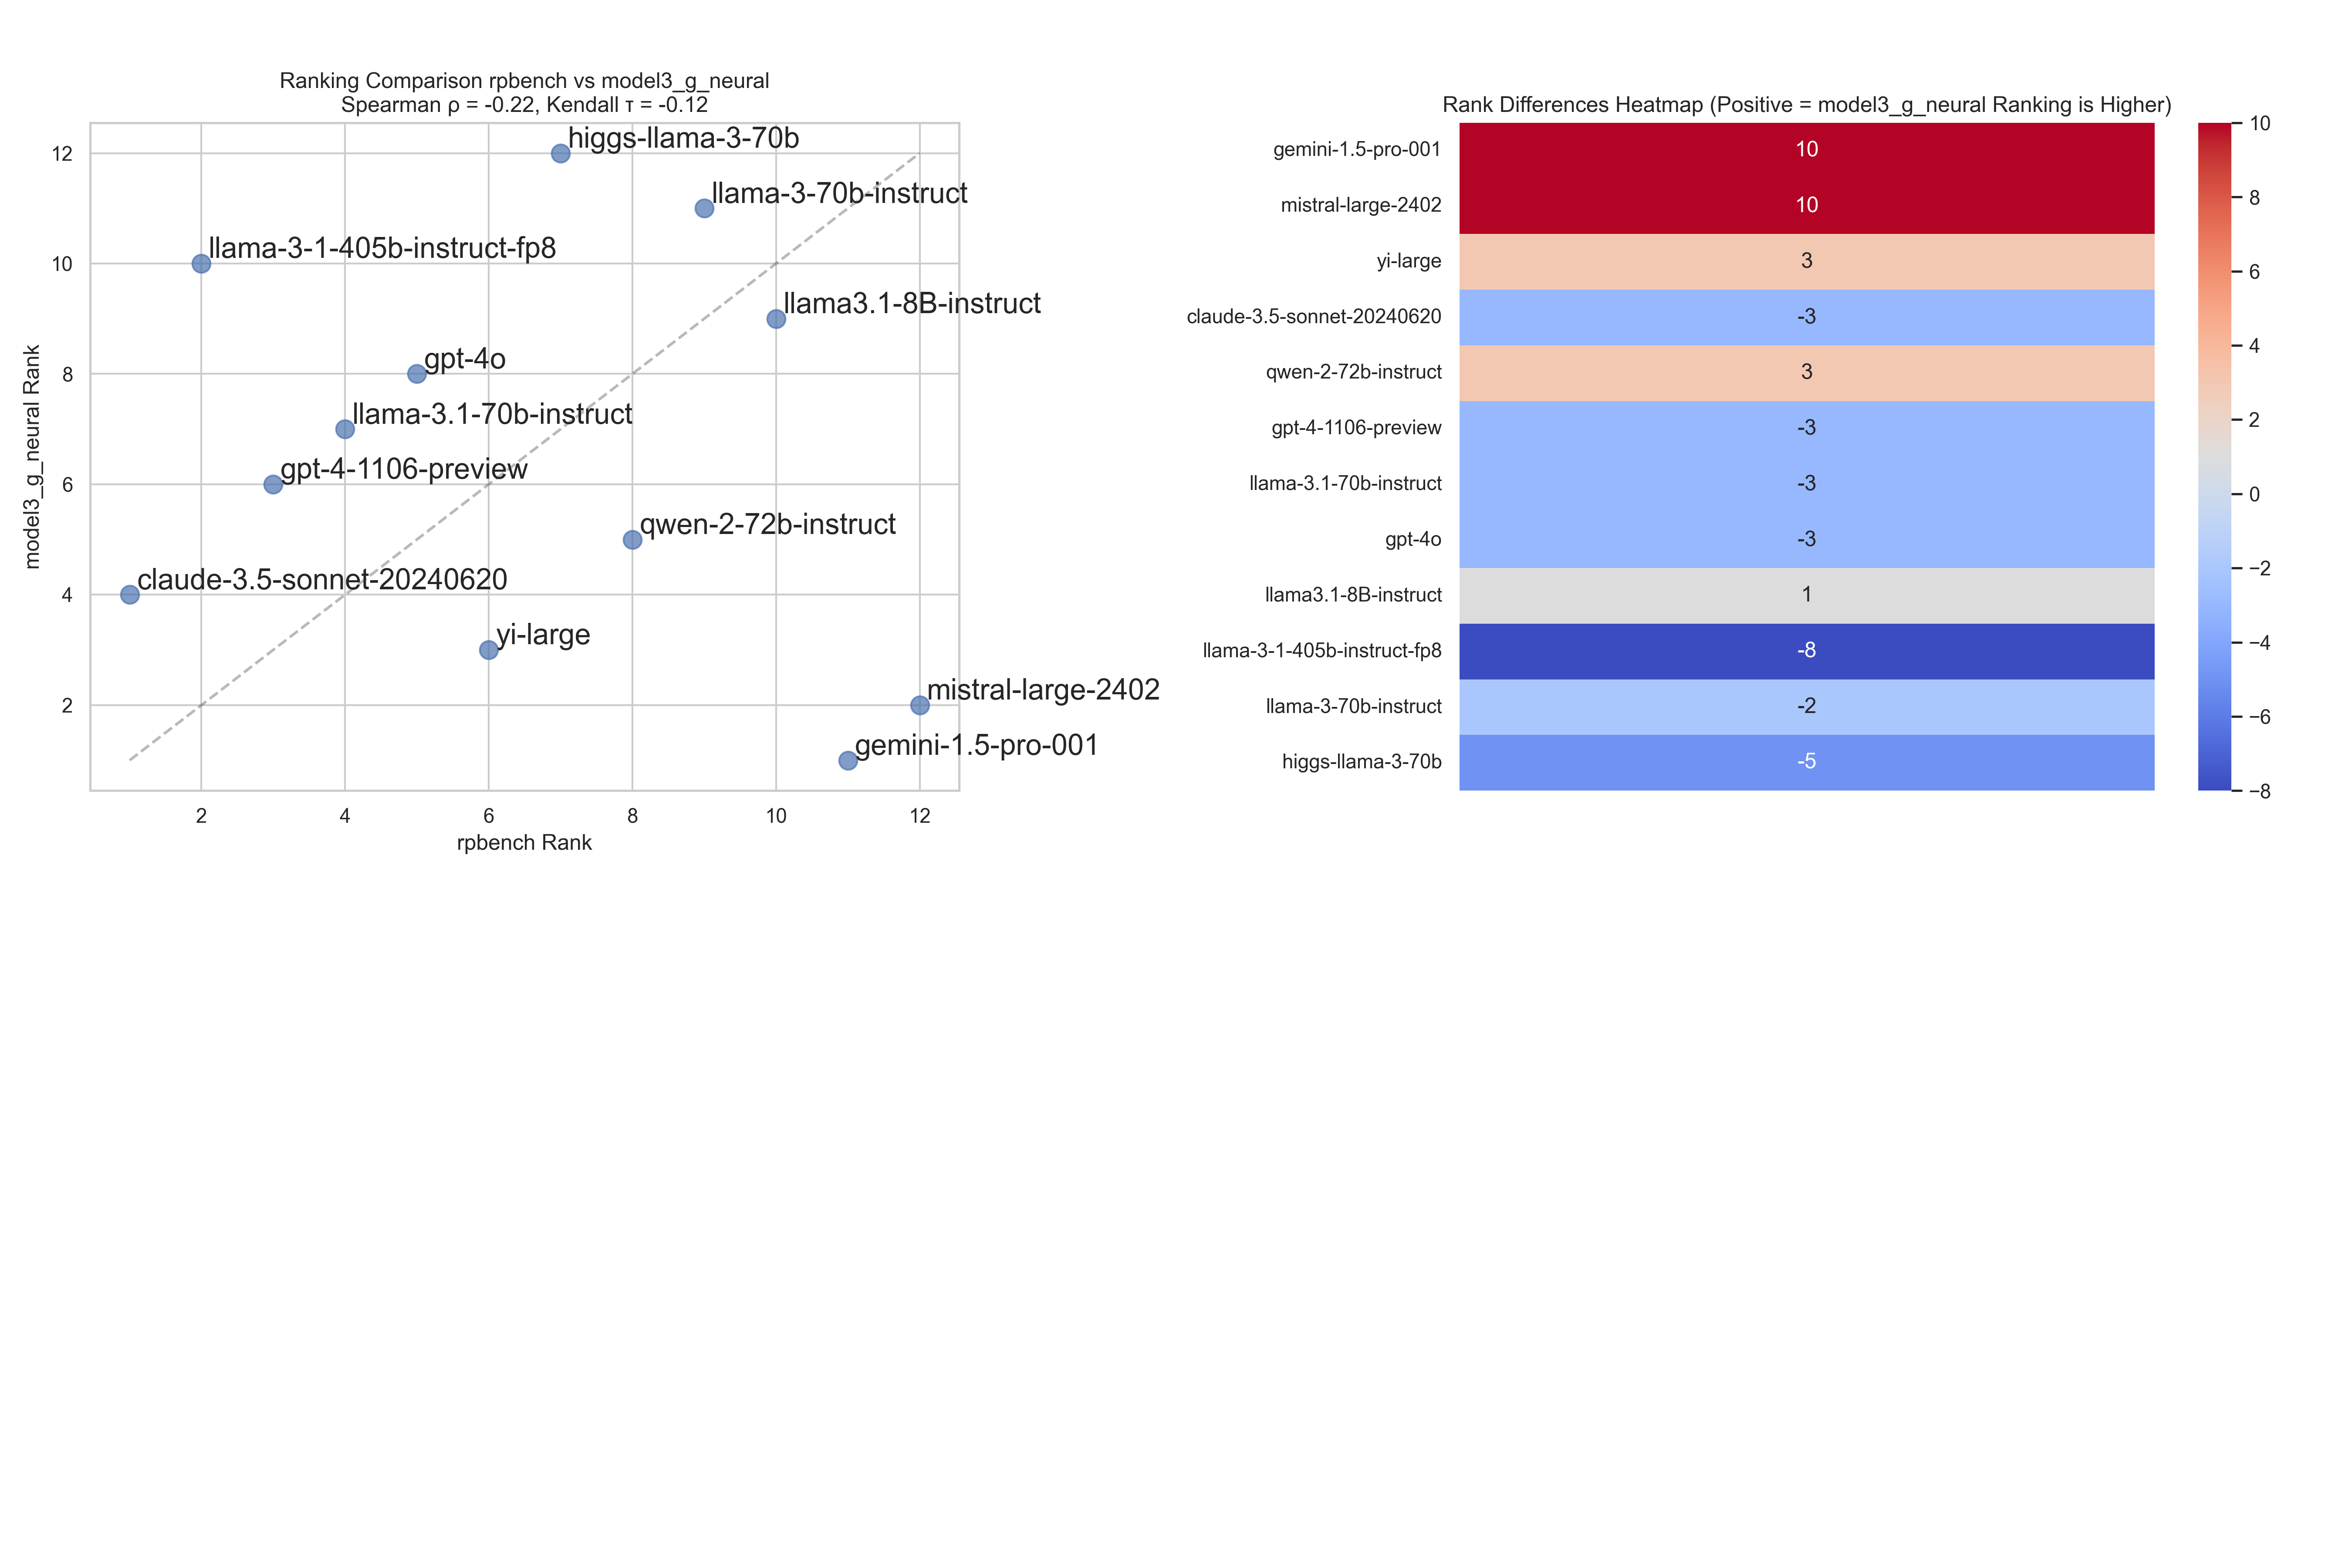 Ranking Comparison rpbench vs model3_g_neural
Spearman ρ = -0.22, Kendall τ = -0.12
12
10
8
6
4
2
model3_g_neural Rank
higgs-llama-3-70b
llama-3-70b-instruct
llama-3-1-405b-instruct-fp8
llama3.1-8B-instruct
gpt-4o
llama-3.1-70b-instruct
gpt-4-1106-preview
qwen-2-72b-instruct
claude-3.5-sonnet-20240620
yi-large
mistral-large-2402
gemini-1.5-pro-001
2 4 6 8 10 12
rpbench Rank
Rank Differences Heatmap (Positive = model3_g_neural Ranking is Higher)
gemini-1.5-pro-001 10
mistral-large-2402 10
yi-large 3
claude-3.5-sonnet-20240620 -3
qwen-2-72b-instruct 3
gpt-4-1106-preview -3
llama-3.1-70b-instruct -3
gpt-4o -3
llama3.1-8B-instruct 1
llama-3-1-405b-instruct-fp8 -8
llama-3-70b-instruct -2
higgs-llama-3-70b -5
10
8
6
4
2
0
−2
−4
−6
−8